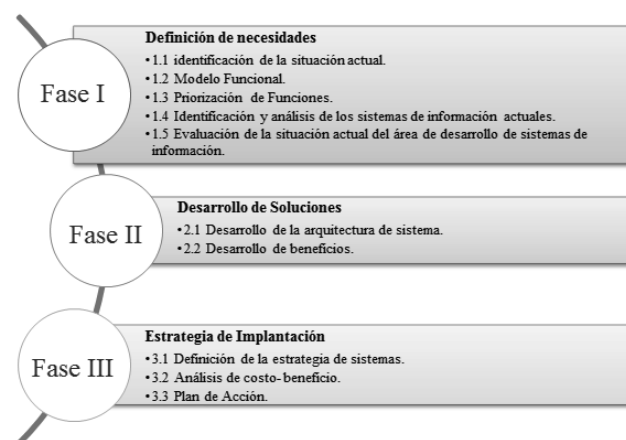 Fase I
Definición de necesidades
•1.1 identificación de la situación actual.
•1.2 Modelo Funcional.
•1.3 Priorización de Funciones.
•1.4 Identificación y análisis de los sistemas de información actuales.
•1.5 Evaluación de la situación actual del área de desarrollo de sistemas de
información.
Fase II
Desarrollo de Soluciones
•2.1 Desarrollo de la arquitectura de sistema.
•2.2 Desarrollo de beneficios.
Fase III
Estrategia de Implantación
•3.1 Definición de la estrategia de sistemas.
•3.2 Análisis de costo-beneficio.
•3.3 Plan de Acción.